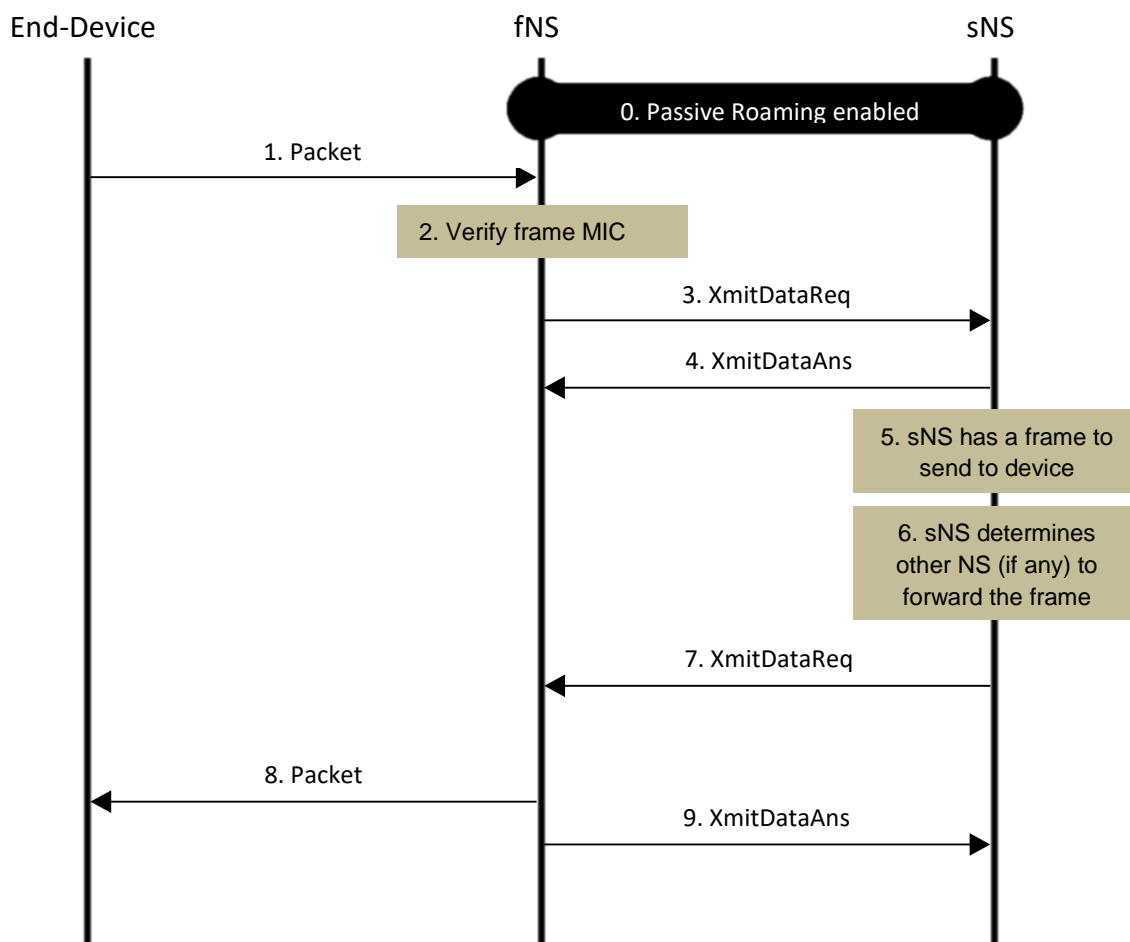 End-Device
fNS
sNS
0. Passive Roaming enabled
1. Packet
2. Verify frame MIC
3. XmitDataReq
4. XmitDataAns
5. sNS has a frame to
send to device
6. sNS determines
other NS (if any) to
forward the frame
7. XmitDataReq
8. Packet
9. XmitDataAns